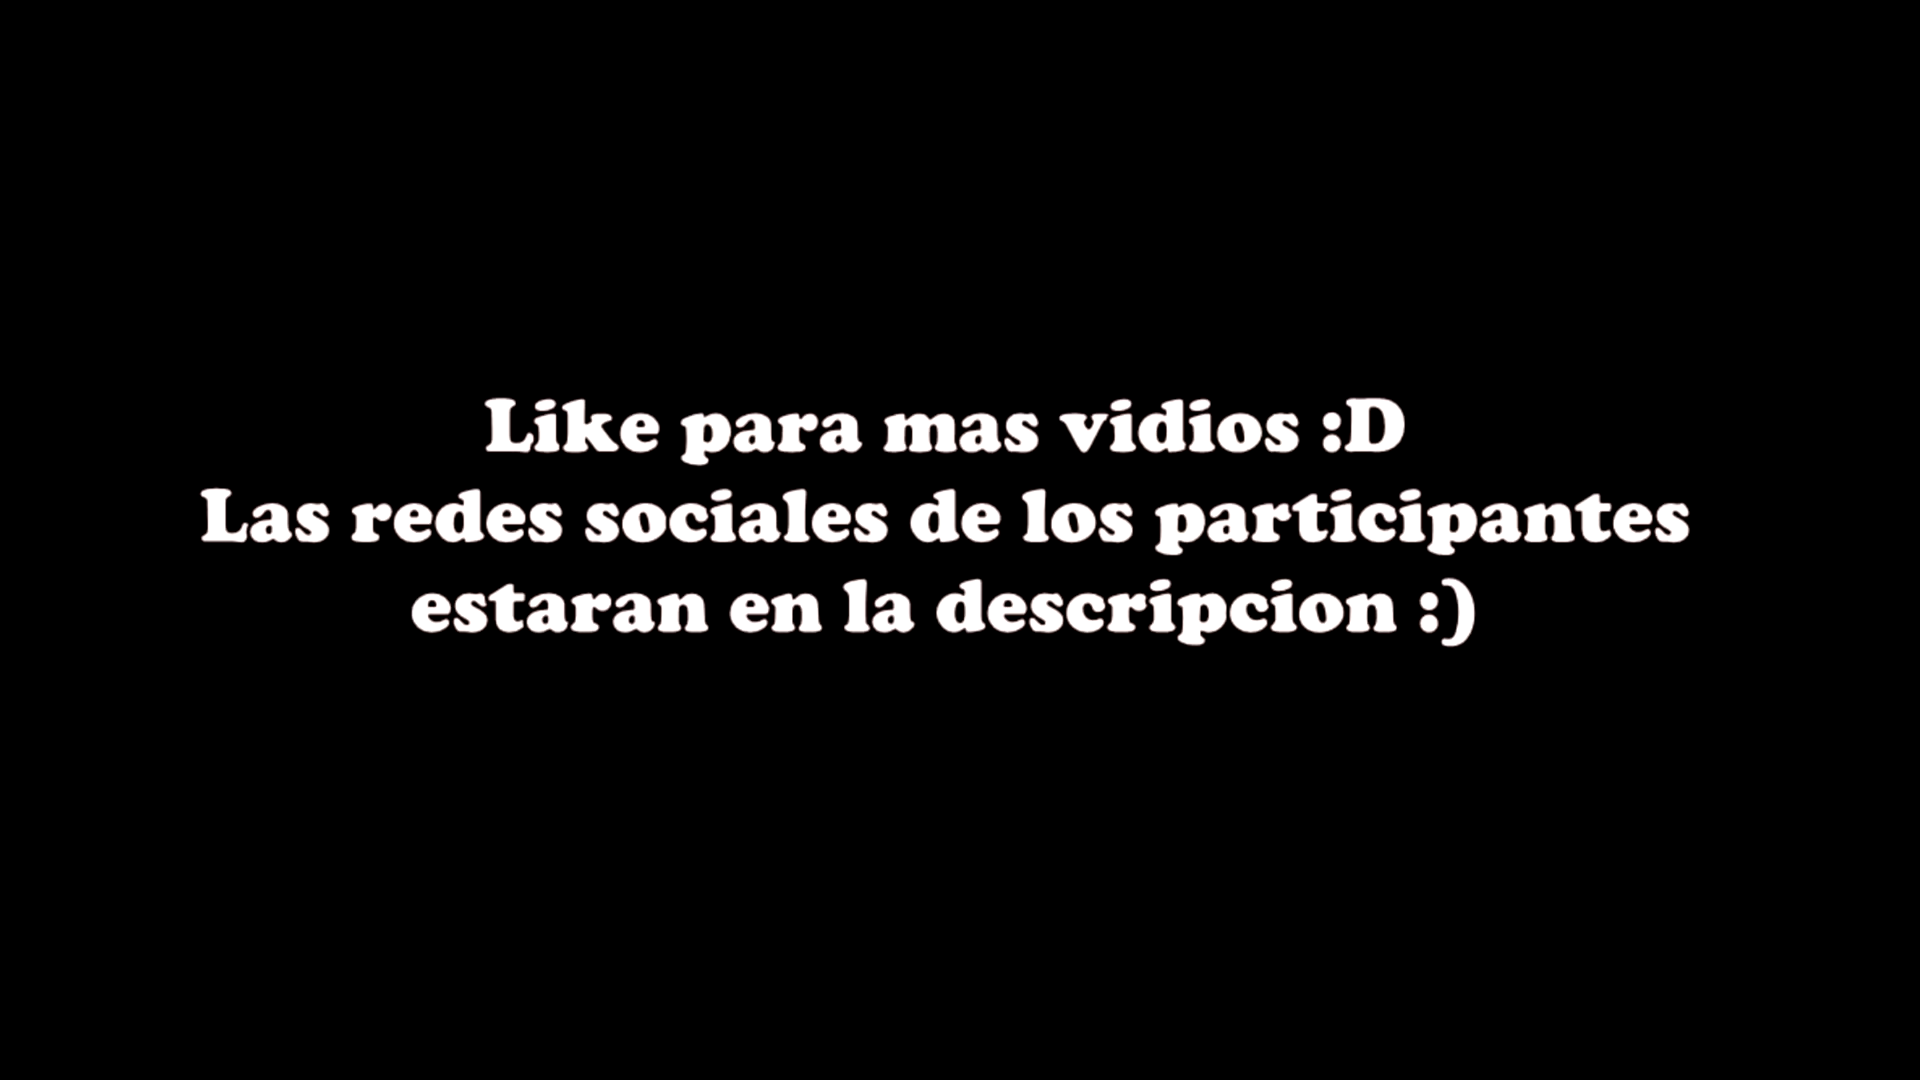 Like para mas vidios :D
Las redes sociales de los participantes
estaran en la descripcion :)